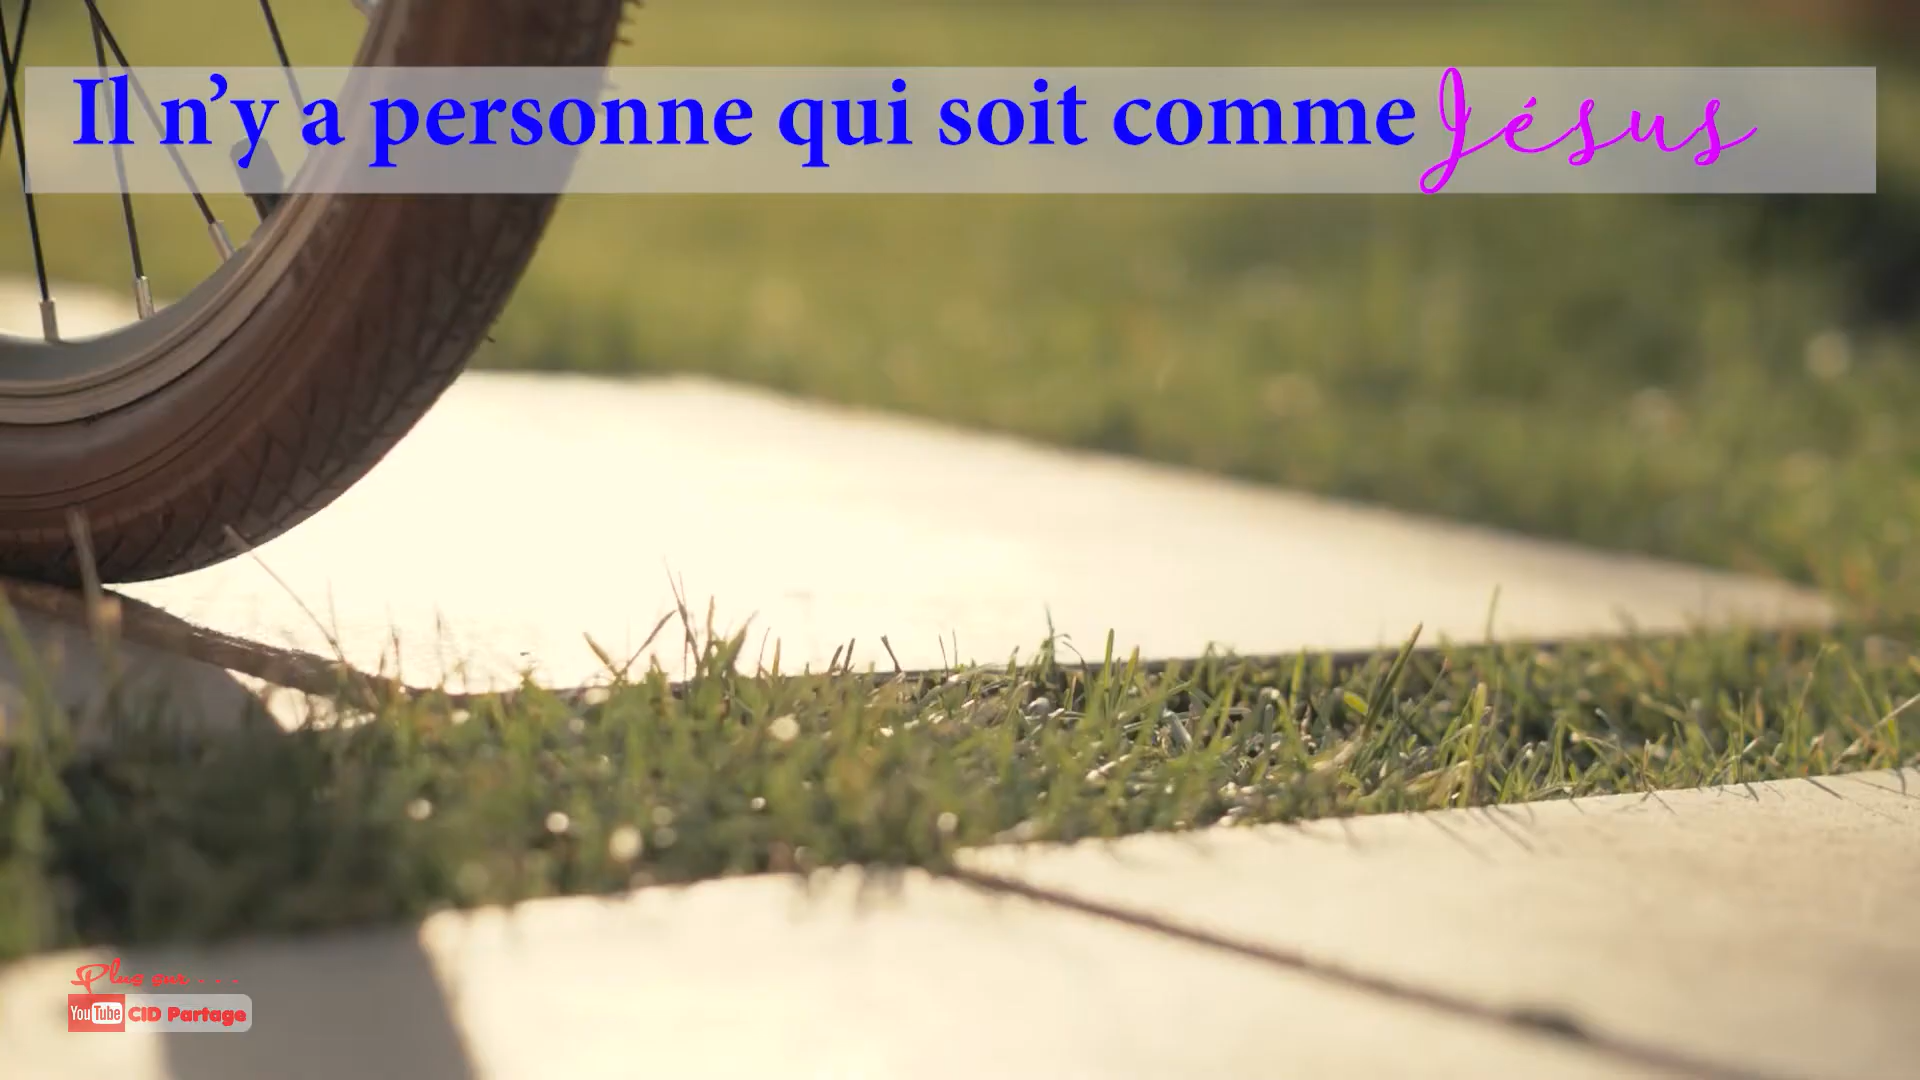 Il n’y a personne qui soit comme Jésus
Plus sur . . .
YouTube CID Partage